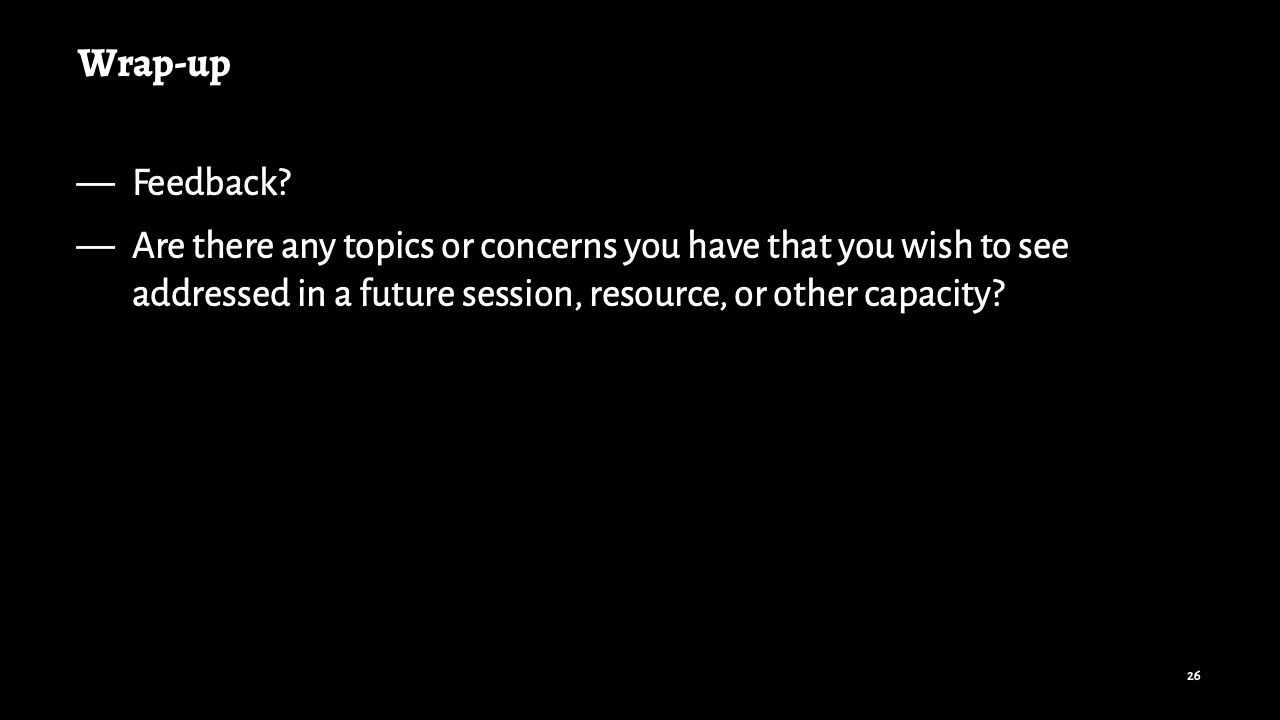 Wrap-up
— Feedback?
— Are there any topics or concerns you have that you wish to see
addressed in a future session, resource, or other capacity?
26